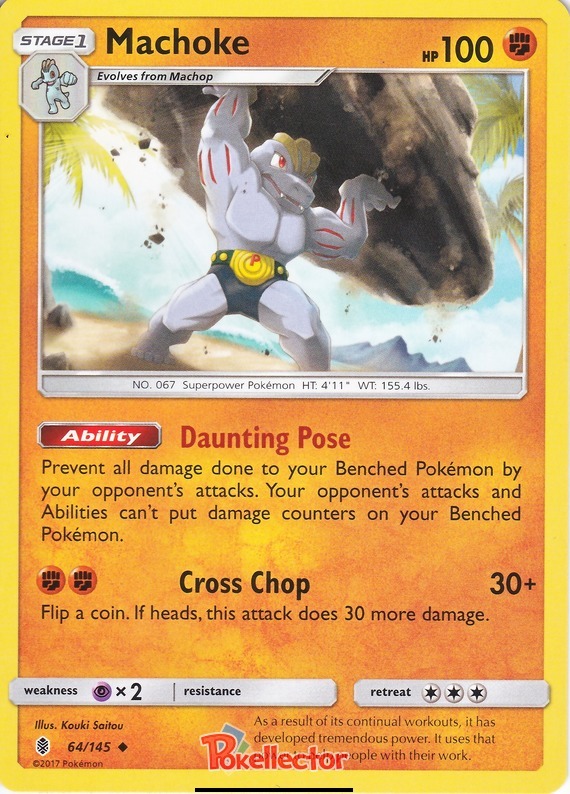 STAGE1
Machoke
HP 100
Evolves from Machop
P
NO. 067 Superpower Pokémon HT: 4'11" WT: 155.4 lbs.
Ability Daunting Pose
Prevent all damage done to your Benched Pokémon by
your opponent's attacks. Your opponent's attacks and
Abilities can't put damage counters on your Benched
Pokémon.
Cross Chop 30+
Flip a coin. If heads, this attack does 30 more damage.
weakness ×2 resistance retreat
Illus. Kouki Saitou
64/145
©2017 Pokémon
As a result of its continual workouts, it has
developed tremendous power. It uses that
people with their work.
Pokellector